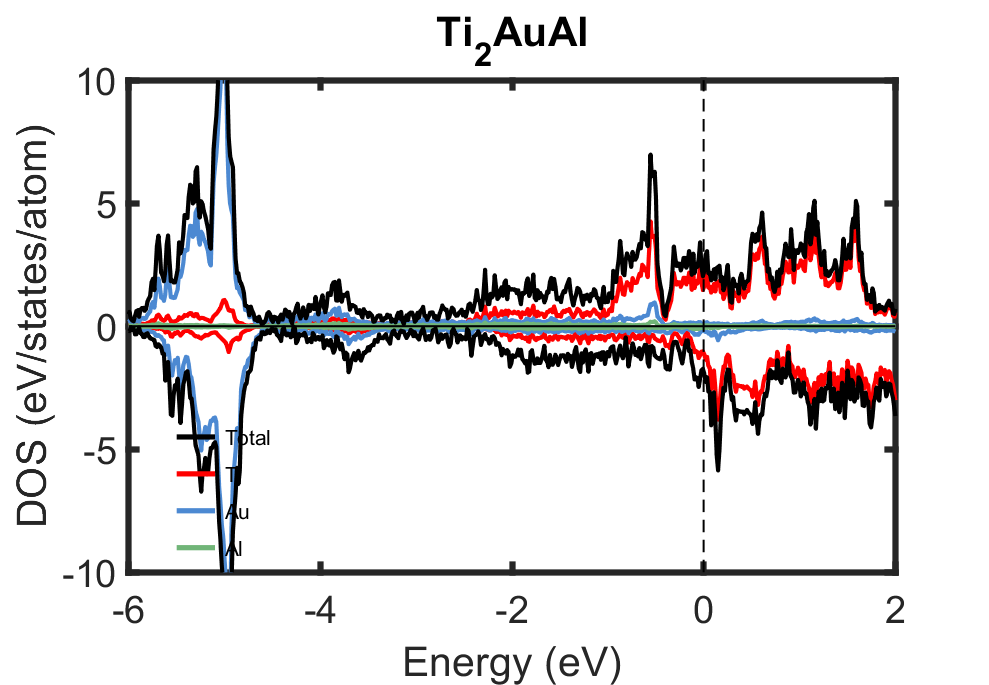 Ti2AuAl
DOS (eV/states/atom)
10
5
0
-5
-10
Total
Ti
Au
Al
-6
-4
-2
0
2
Energy (eV)